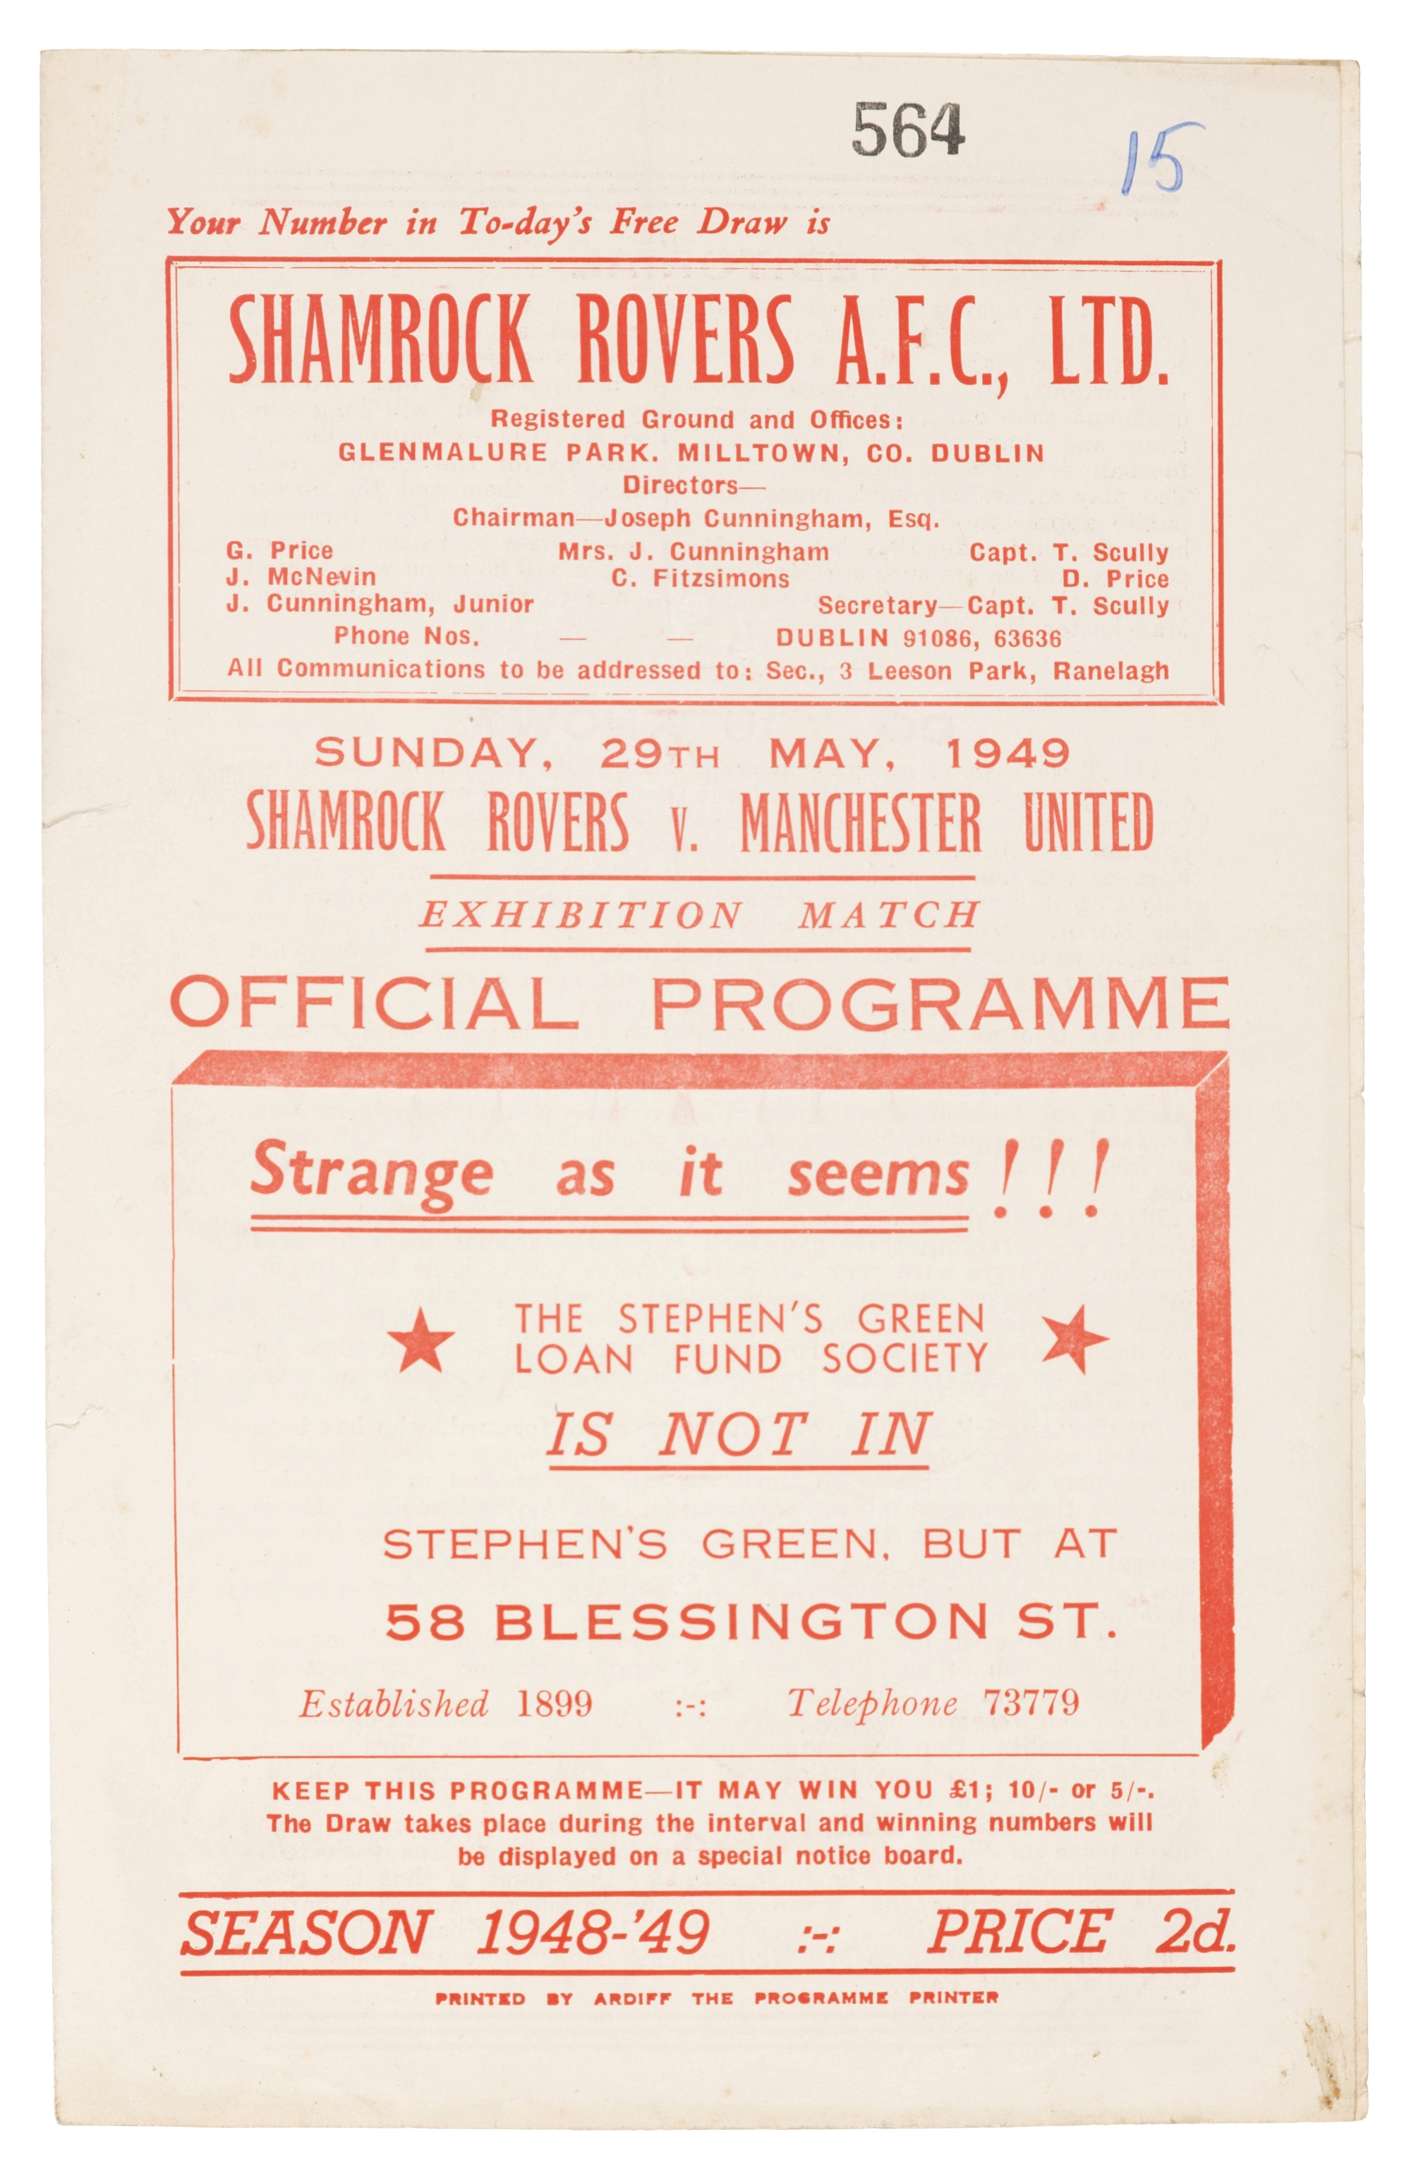 564
15
Your Number in To-day's Free Draw is
SHAMROCK ROVERS A.F.C., LTD.
Registered Ground and Offices:
GLENMALURE PARK. MILLTOWN, CO. DUBLIN
Directors—
Chairman—Joseph Cunningham, Esq.
G. Price Mrs. J. Cunningham Capt. T. Scully
J. McNevin C. Fitzsimons D. Price
J. Cunningham, Junior Secretary—Capt. T. Scully
Phone Nos. — — DUBLIN 91086, 63636
All Communications to be addressed to: Sec., 3 Leeson Park, Ranelagh
SUNDAY, 29TH MAY, 1949
SHAMROCK ROVERS V. MANCHESTER UNITED
EXHIBITION MATCH
OFFICIAL PROGRAMME
Strange as it seems!!!
THE STEPHEN'S GREEN
LOAN FUND SOCIETY
IS NOT IN
STEPHEN'S GREEN, BUT AT
58 BLESSINGTON ST.
Established 1899 :-: Telephone 73779
KEEP THIS PROGRAMME—IT MAY WIN YOU £1; 10/- or 5/-.
The Draw takes place during the interval and winning numbers will
be displayed on a special notice board.
SEASON 1948-'49 :-: PRICE 2d.
PRINTED BY ARDIFF THE PROGRAMME PRINTER